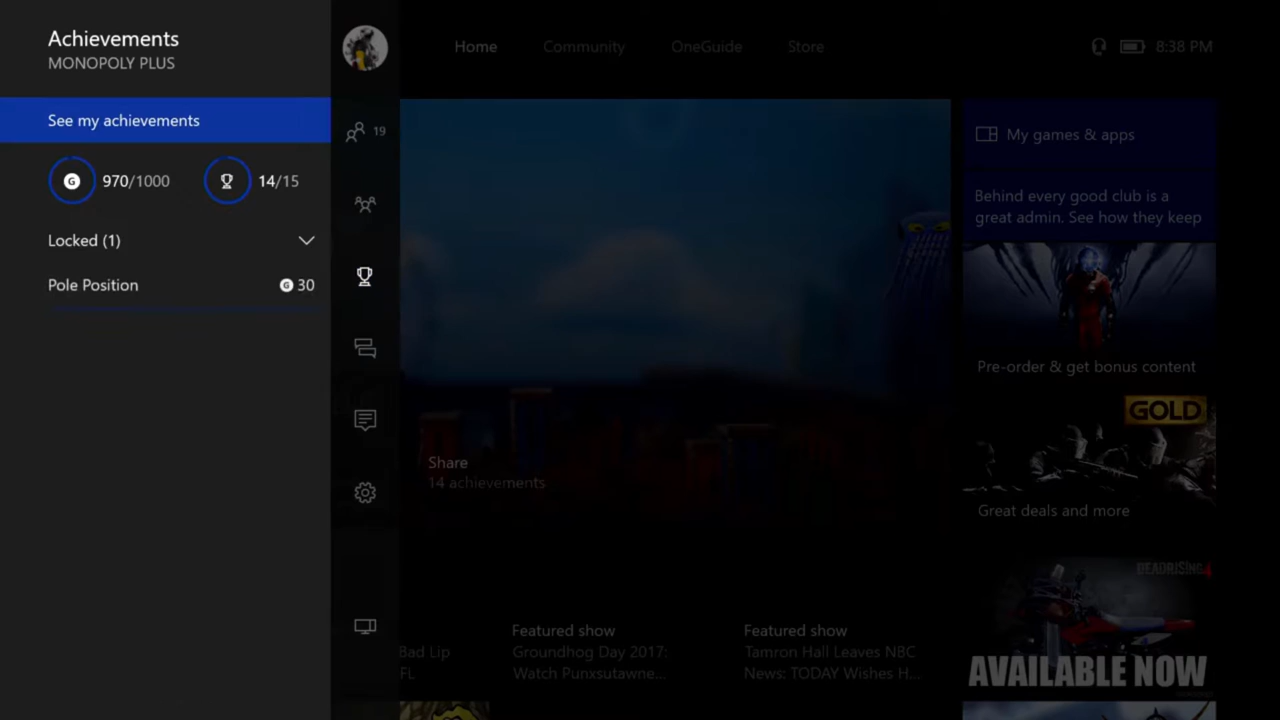 Achievements
MONOPOLY PLUS
See my achievements
G 970/1000
14/15
Locked (1)
Pole Position
G 30
19
Home
Community
OneGuide
Store
8:38 PM
Share
14 achievements
My games & apps
Behind every good club is a
great admin. See how they keep
Pre-order & get bonus content
GOLD
Great deals and more
DEADRISING 4
AVAILABLE NOW
Bad Lip
FL
Featured show
Groundhog Day 2017:
Watch Punxsutawne...
Featured show
Tamron Hall Leaves NBC
News: TODAY Wishes H...